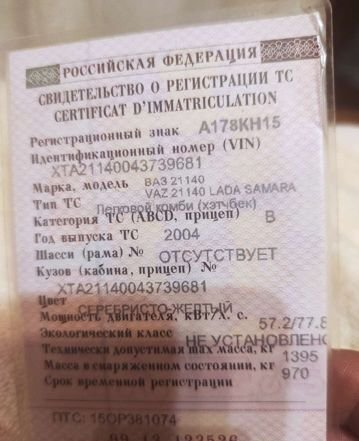 РОССИЙСКАЯ ФЕДЕРАЦИЯ
СВИДЕТЕЛЬСТВО О РЕГИСТРАЦИИ ТС
CERTIFICAT D'IMMATRICULATION
Регистрационный знак А178КН15
Идентификационный номер (VIN)
ХТА21140043739681
Марка, модель ВАЗ 21140
VAZ 21140 LADA SAMARA
Тип ТС Легковой комби (хэтчбек)
Категория ТС (ABCD, прицеп) B
Год выпуска ТС 2004
Шасси (рама) № ОТСУТСТВУЕТ
Кузов (кабина, прицеп) №
ХТА21140043739681
Цвет СЕРЕБРИСТО-ЖЕЛТЫЙ
Мощность двигателя, кВт/л. с. 57.2/77.8
Экологический класс НЕ УСТАНОВЛЕНО
Технически допустимая max масса, кг 1395
Масса в снаряженном состоянии, кг 970
Срок временной регистрации
ПТС: 15ОР381074